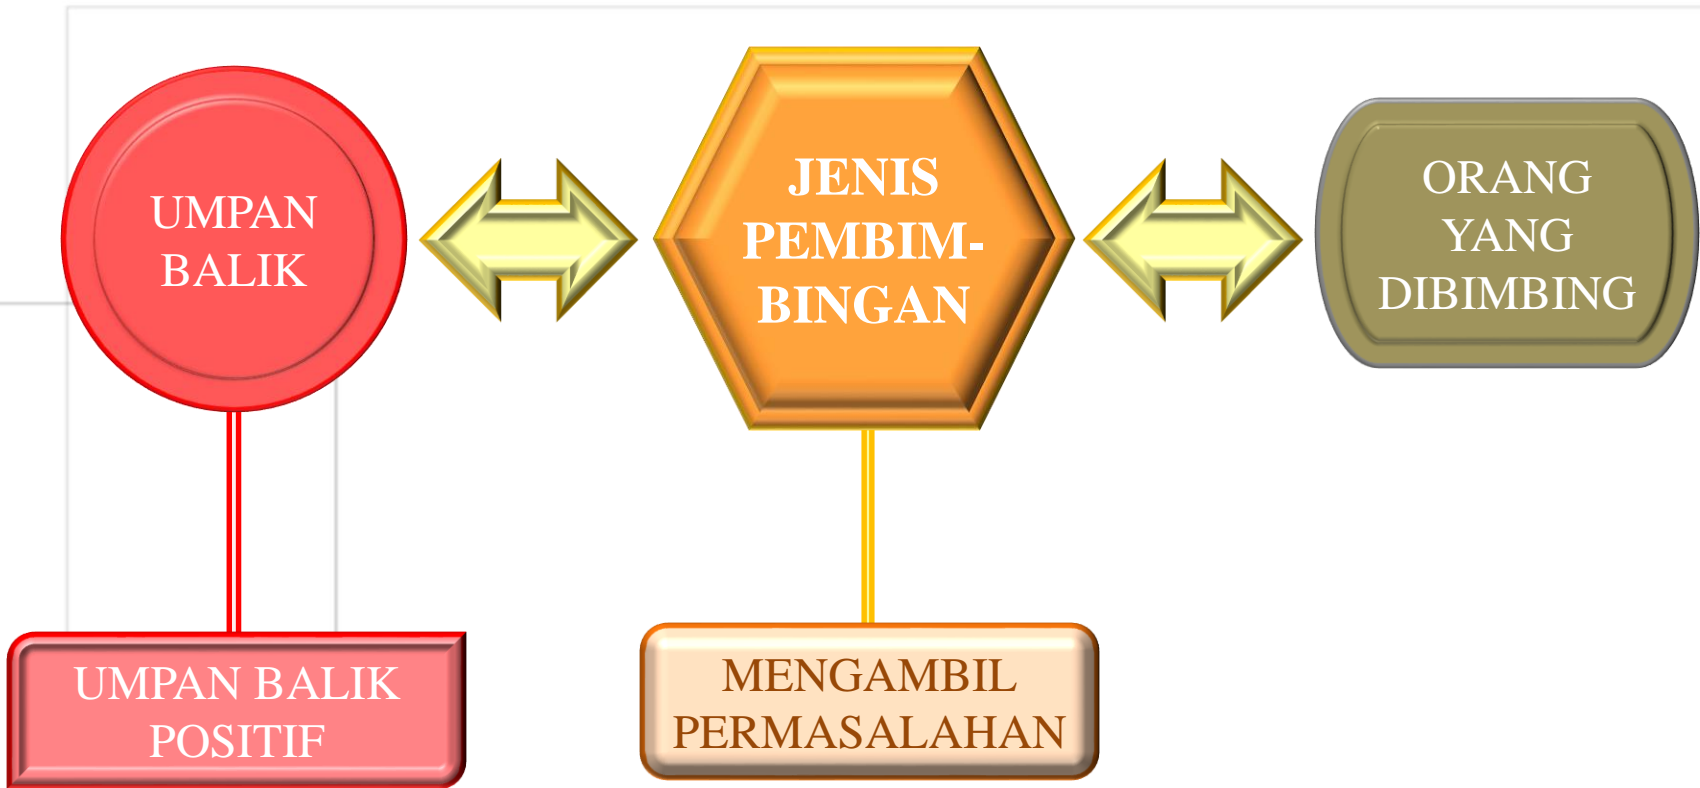 UMPAN
BALIK
JENIS
PEMBIM-
BINGAN
ORANG
YANG
DIBIMBING
UMPAN BALIK
POSITIF
MENGAMBIL
PERMASALAHAN